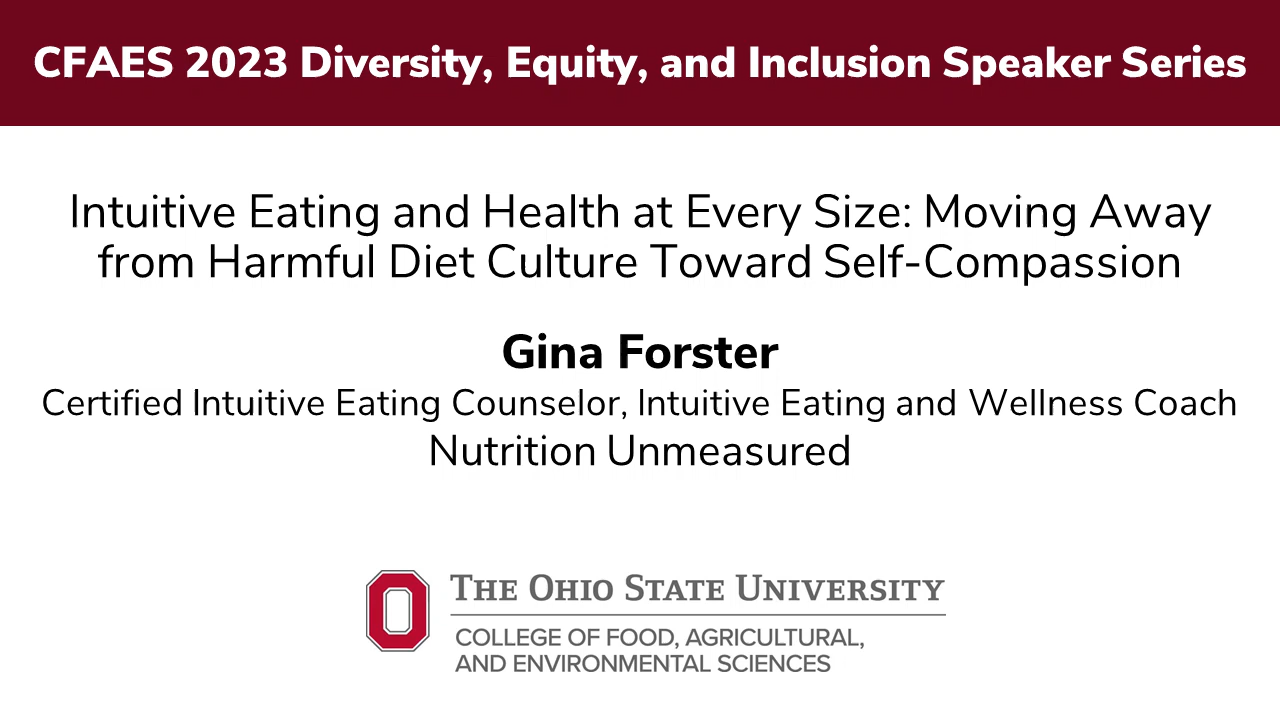 CFAES 2023 Diversity, Equity, and Inclusion Speaker Series
Intuitive Eating and Health at Every Size: Moving Away
from Harmful Diet Culture Toward Self-Compassion
Gina Forster
Certified Intuitive Eating Counselor, Intuitive Eating and Wellness Coach
Nutrition Unmeasured
THE OHIO STATE UNIVERSITY
COLLEGE OF FOOD, AGRICULTURAL,
AND ENVIRONMENTAL SCIENCES